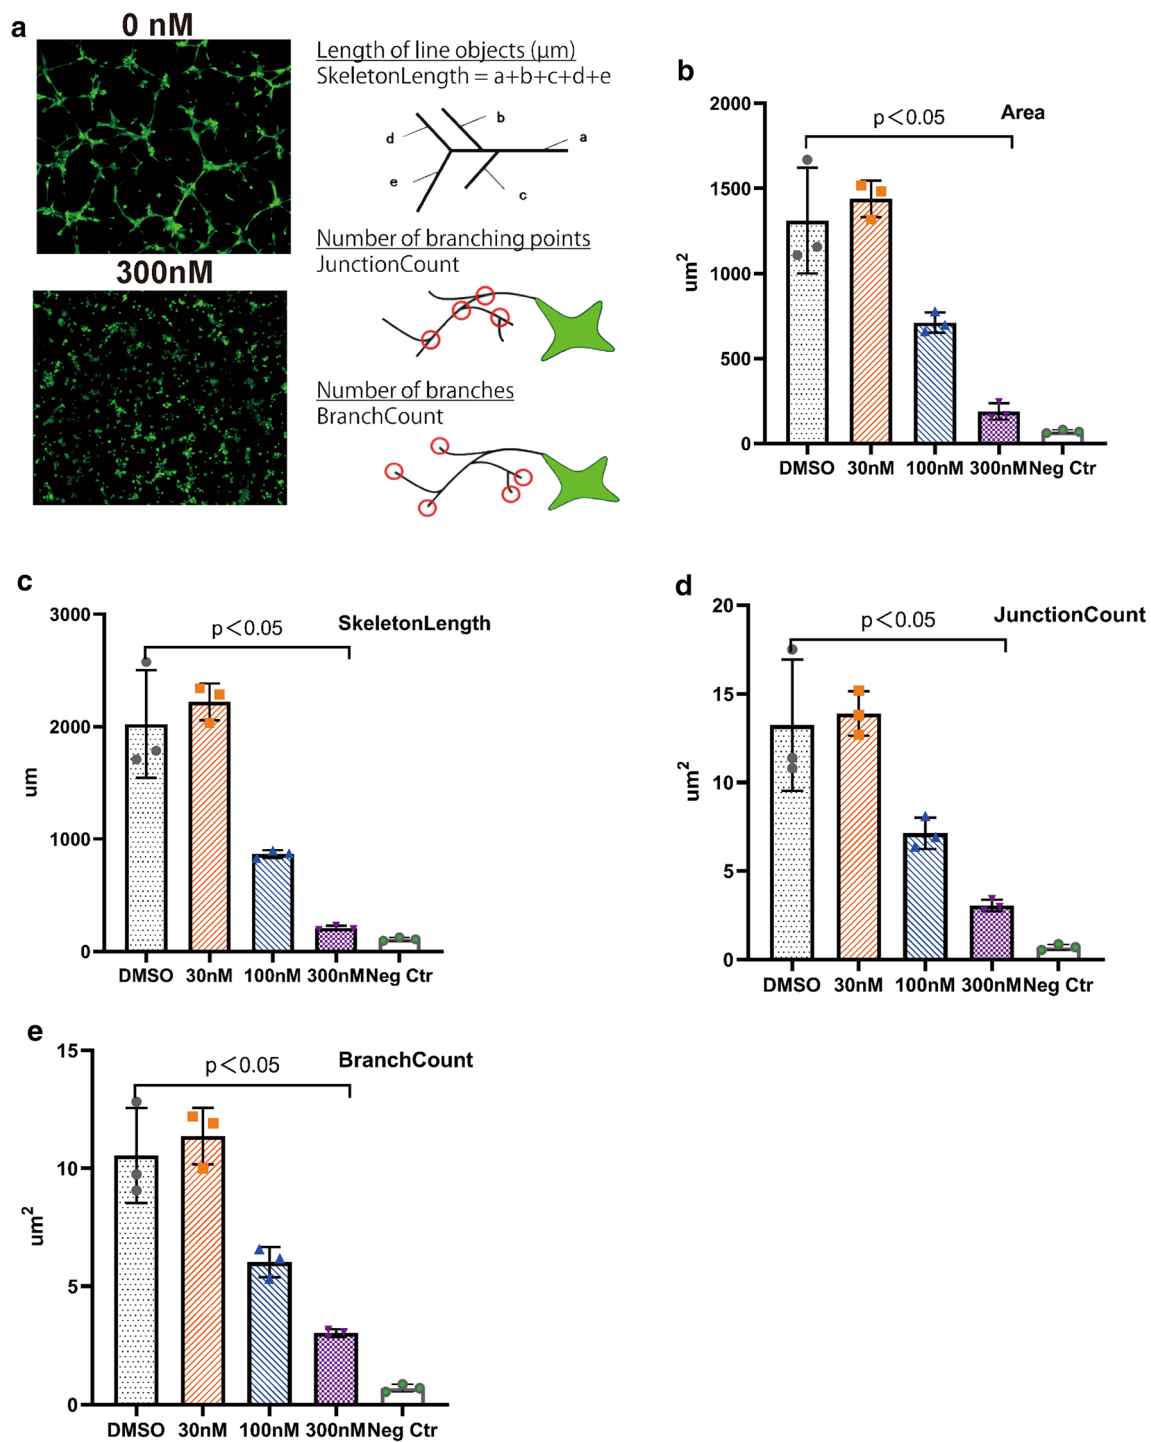 a
0 nM
300nM
Length of line objects (μm)
SkeletonLength = a+b+c+d+e
b
d
a
e
c
Number of branching points
JunctionCount
Number of branches
BranchCount
b
Area
p<0.05
2000
1500
1000
500
0
um2
DMSO 30nM 100nM 300nM Neg Ctr
c
SkeletonLength
p<0.05
3000
2000
1000
0
um
DMSO 30nM 100nM 300nM Neg Ctr
d
JunctionCount
p<0.05
20
15
10
5
0
um2
DMSO 30nM 100nM 300nM Neg Ctr
e
BranchCount
p<0.05
15
10
5
0
um2
DMSO 30nM 100nM 300nM Neg Ctr